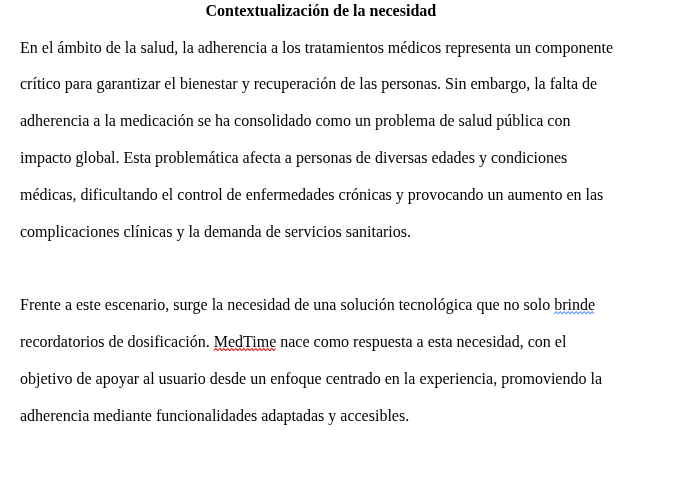 Contextualización de la necesidad
En el ámbito de la salud, la adherencia a los tratamientos médicos representa un componente
crítico para garantizar el bienestar y recuperación de las personas. Sin embargo, la falta de
adherencia a la medicación se ha consolidado como un problema de salud pública con
impacto global. Esta problemática afecta a personas de diversas edades y condiciones
médicas, dificultando el control de enfermedades crónicas y provocando un aumento en las
complicaciones clínicas y la demanda de servicios sanitarios.
Frente a este escenario, surge la necesidad de una solución tecnológica que no solo brinde
recordatorios de dosificación. MedTime nace como respuesta a esta necesidad, con el
objetivo de apoyar al usuario desde un enfoque centrado en la experiencia, promoviendo la
adherencia mediante funcionalidades adaptadas y accesibles.